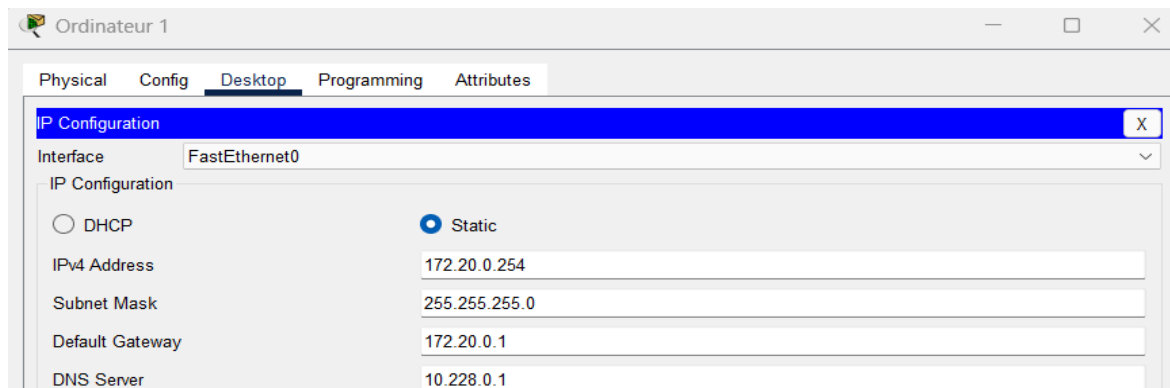 Ordinateur 1
Physical Config Desktop Programming Attributes
IP Configuration X
Interface FastEthernet0
IP Configuration
DHCP Static
IPv4 Address 172.20.0.254
Subnet Mask 255.255.255.0
Default Gateway 172.20.0.1
DNS Server 10.228.0.1